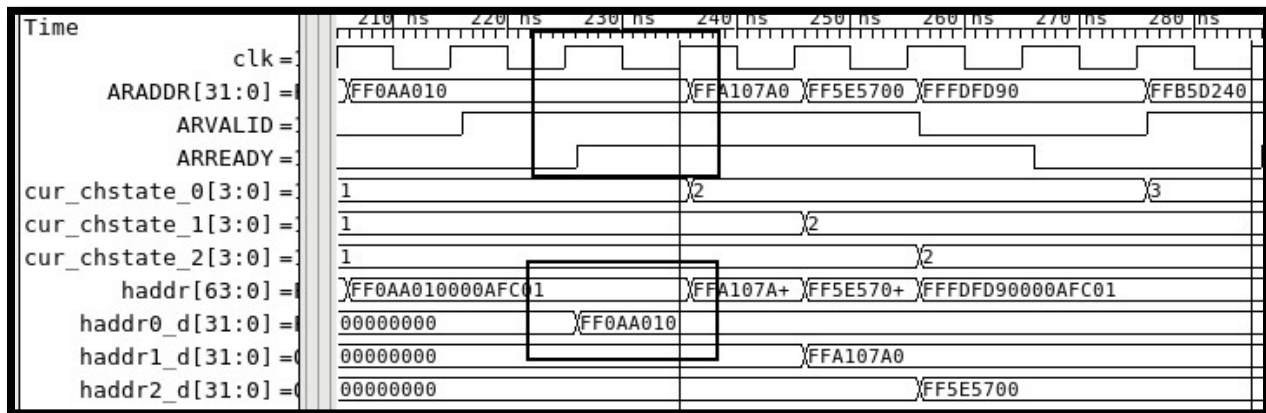 Time 210 ns 220 ns 230 ns 240 ns 250 ns 260 ns 270 ns 280 ns
clk =
ARADDR[31:0] = FF0AA010 FFA107A0 FF5E5700 FFFDFD90 FFB5D240
ARVALID =
ARREADY =
cur_chstate_0[3:0] = 1 2 3
cur_chstate_1[3:0] = 1 2
cur_chstate_2[3:0] = 1 2
haddr[63:0] = FF0AA010000AFC01 FFA107A+ FF5E570+ FFFDFD90000AFC01
haddr0_d[31:0] = 00000000 FF0AA010
haddr1_d[31:0] = 00000000 FFA107A0
haddr2_d[31:0] = 00000000 FF5E5700